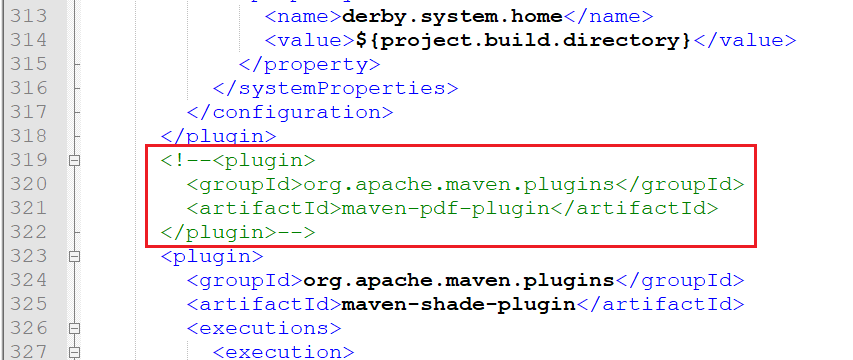 313 <name>derby.system.home</name>
314 <value>${project.build.directory}</value>
315 </property>
316 </systemProperties>
317 </configuration>
318 </plugin>
319 <!--<plugin>
320 <groupId>org.apache.maven.plugins</groupId>
321 <artifactId>maven-pdf-plugin</artifactId>
322 </plugin>-->
323 <plugin>
324 <groupId>org.apache.maven.plugins</groupId>
325 <artifactId>maven-shade-plugin</artifactId>
326 <executions>
327 <execution>